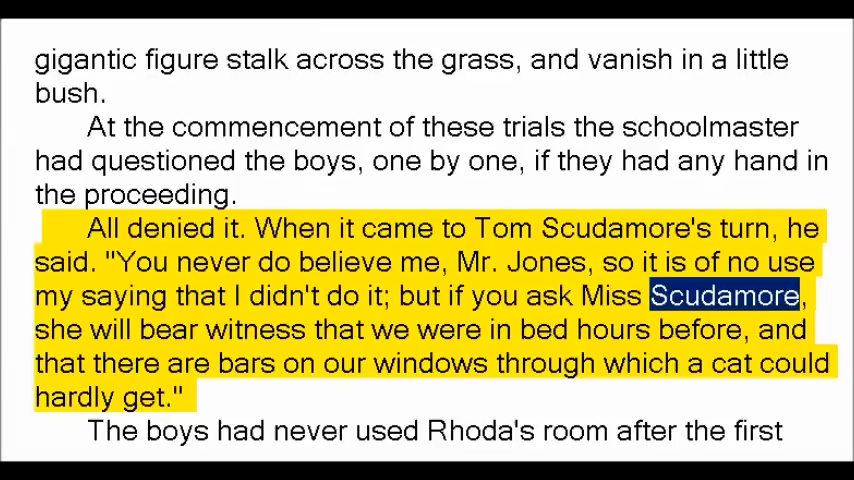 gigantic figure stalk across the grass, and vanish in a little
bush.
At the commencement of these trials the schoolmaster
had questioned the boys, one by one, if they had any hand in
the proceeding.
All denied it. When it came to Tom Scudamore's turn, he
said. "You never do believe me, Mr. Jones, so it is of no use
my saying that I didn't do it; but if you ask Miss Scudamore,
she will bear witness that we were in bed hours before, and
that there are bars on our windows through which a cat could
hardly get."
The boys had never used Rhoda's room after the first